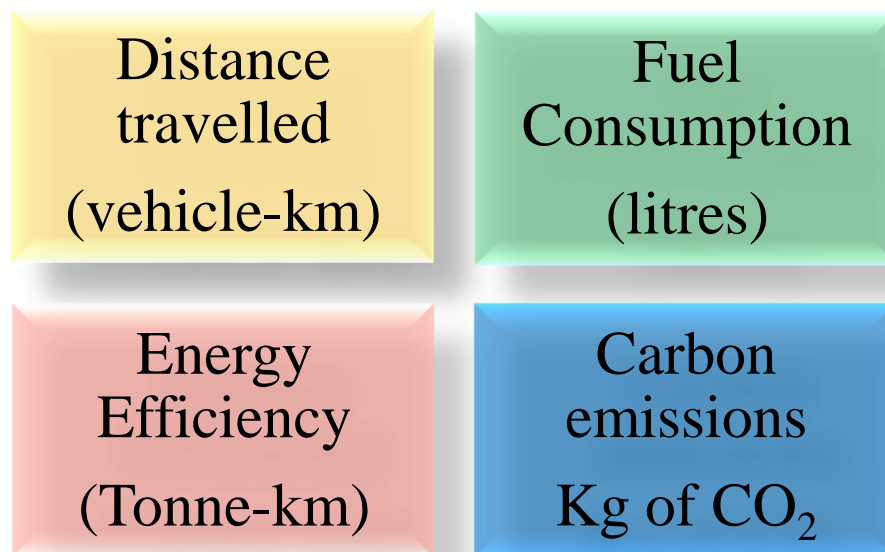 Distance
travelled
(vehicle-km)
Fuel
Consumption
(litres)
Energy
Efficiency
(Tonne-km)
Carbon
emissions
Kg of CO₂